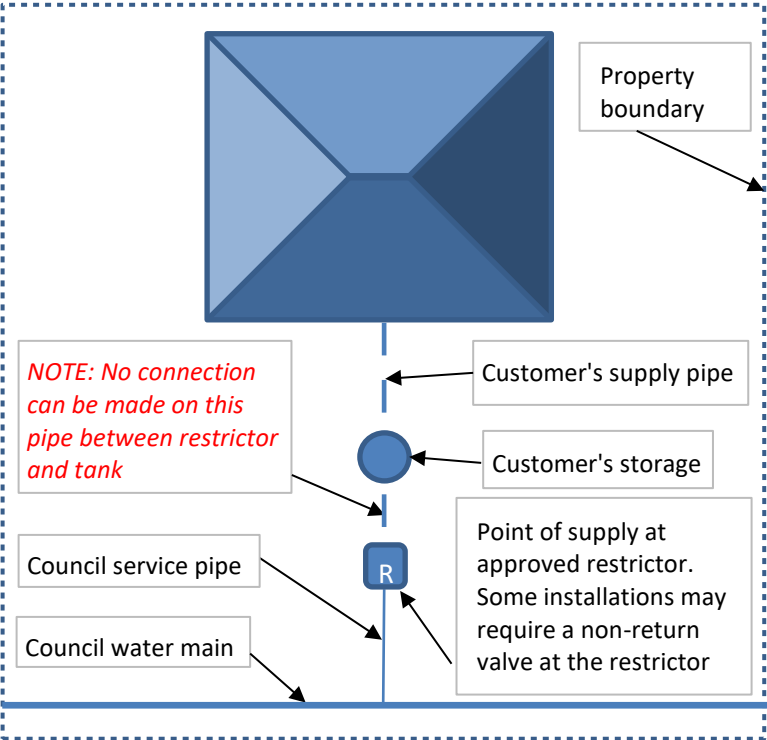 Property
boundary
NOTE: No connection
can be made on this
pipe between restrictor
and tank
Customer's supply pipe
Customer's storage
Point of supply at
approved restrictor.
Some installations may
require a non-return
valve at the restrictor
Council service pipe
R
Council water main